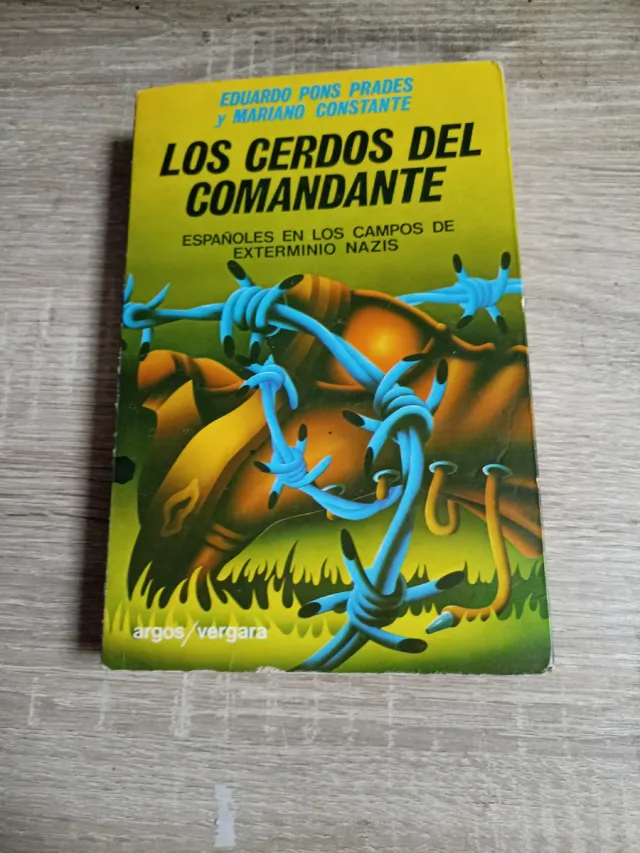 EDUARDO PONS PRADES
y MARIANO CONSTANTE
LOS CERDOS DEL
COMANDANTE
ESPAÑOLES EN LOS CAMPOS DE
EXTERMINIO NAZIS
argos/vergara